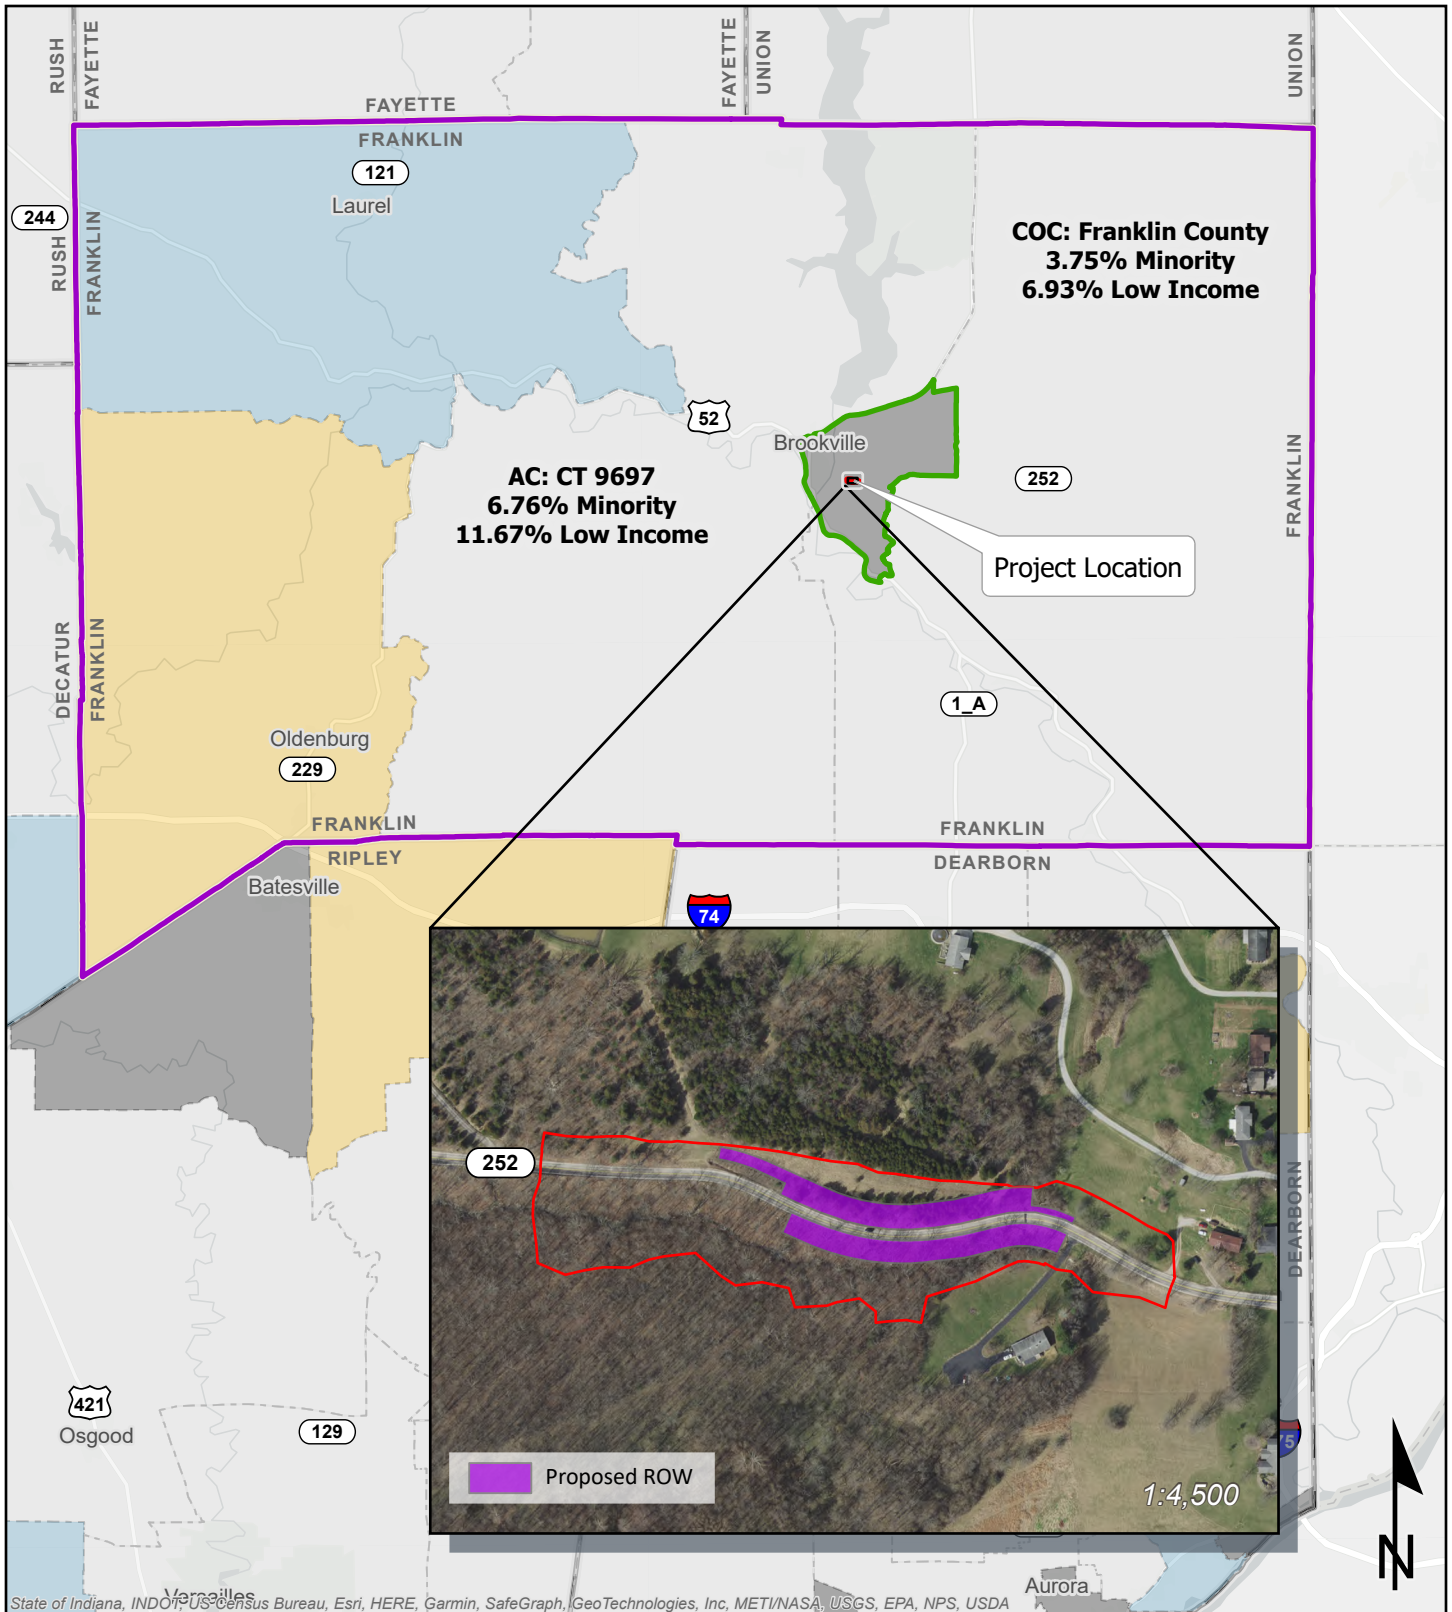 RUSH
FAYETTE
FAYETTE
UNION
UNION
FAYETTE
FRANKLIN
121
Laurel
244
RUSH
FRANKLIN
COC: Franklin County
3.75% Minority
6.93% Low Income
52
Brookville
AC: CT 9697
6.76% Minority
11.67% Low Income
252
FRANKLIN
Project Location
DECATUR
FRANKLIN
1_A
Oldenburg
229
FRANKLIN
RIPLEY
FRANKLIN
DEARBORN
Batesville
74
252
DEARBORN
421
Osgood
129
75
Proposed ROW
1:4,500
N
Versailles
Aurora
State of Indiana, INDOT, US Census Bureau, Esri, HERE, Garmin, SafeGraph, GeoTechnologies, Inc, METI/NASA, USGS, EPA, NPS, USDA